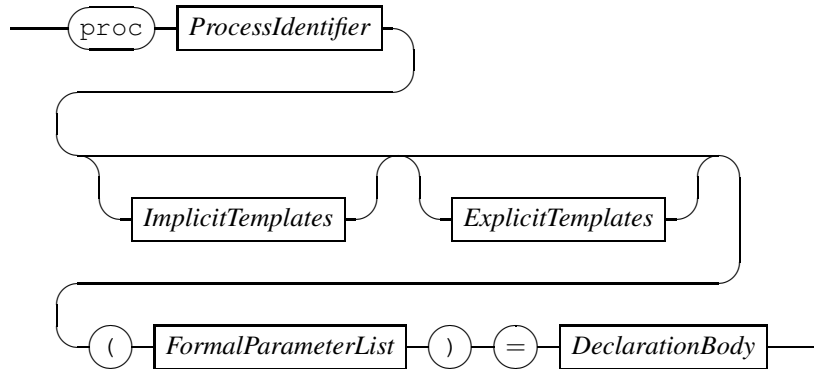 proc ProcessIdentifier
ImplicitTemplates ExplicitTemplates
( FormalParameterList ) = DeclarationBody